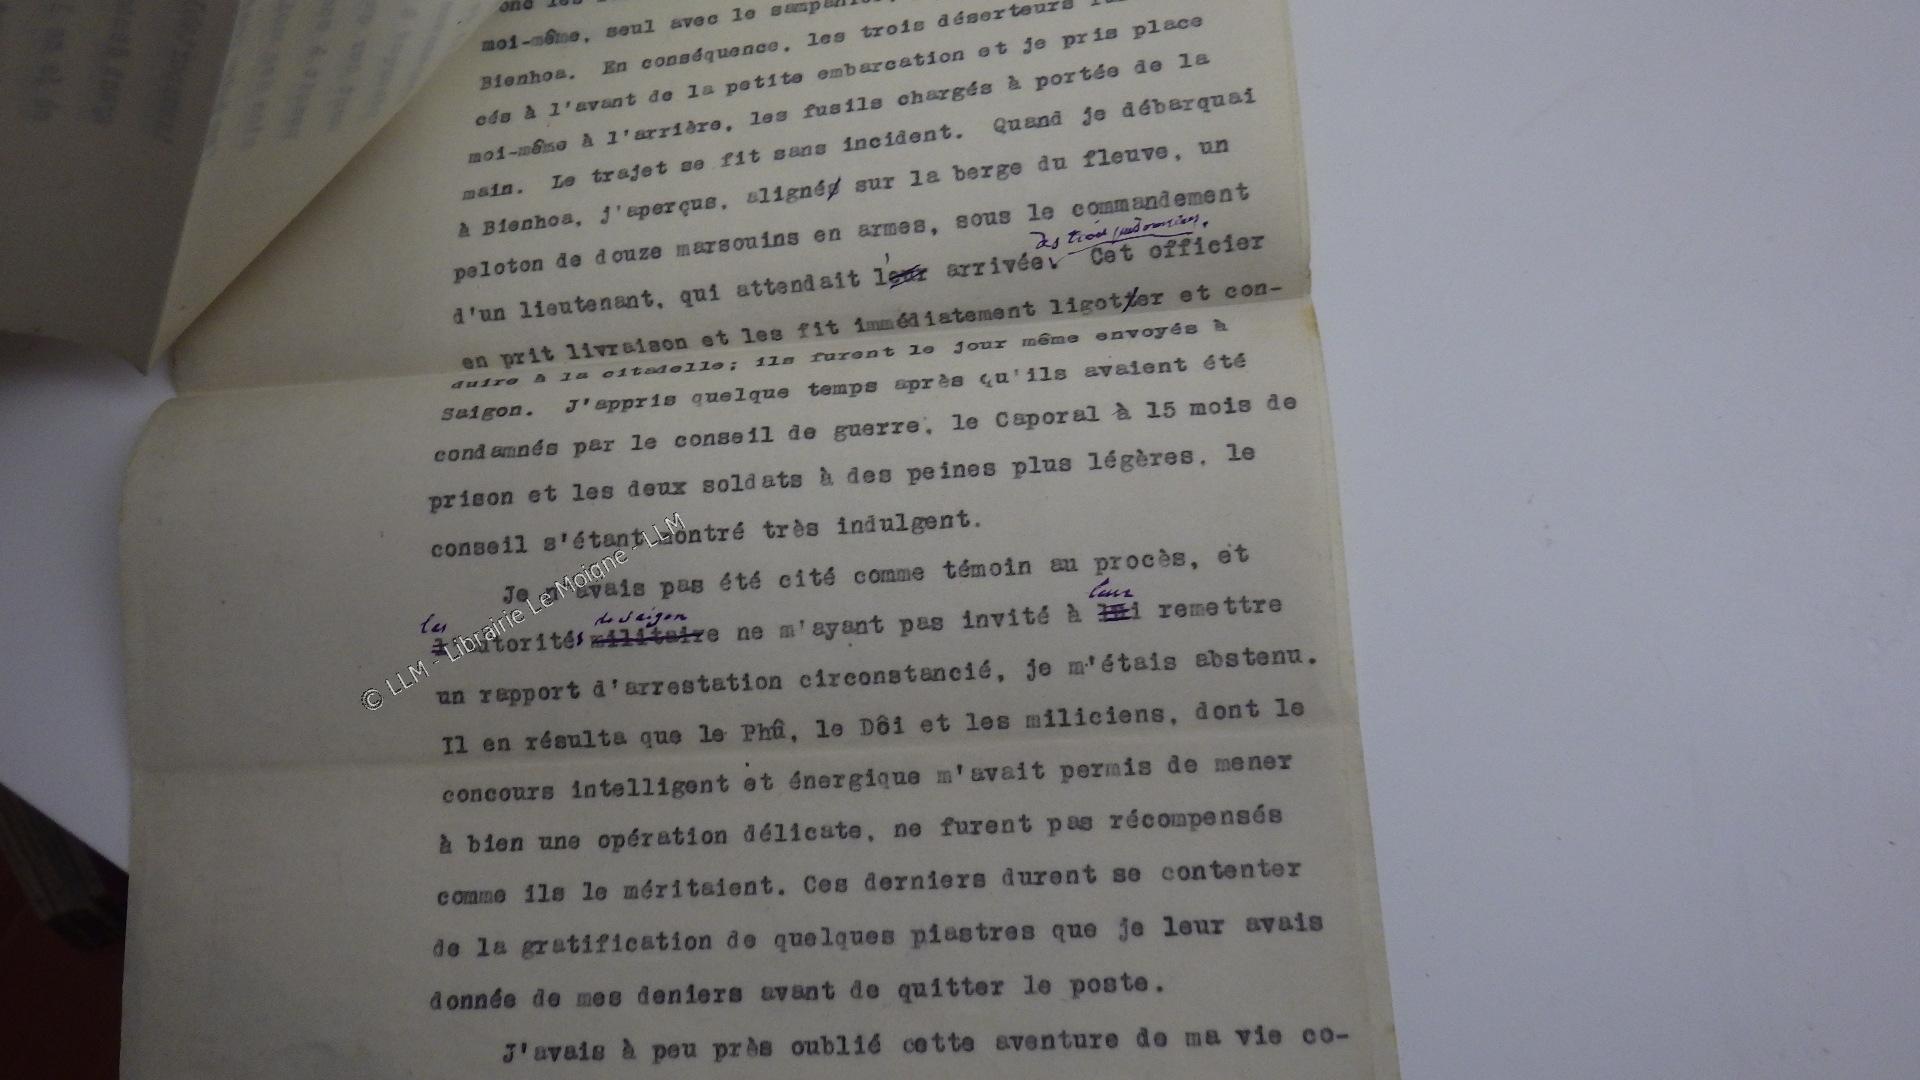 moi-même, seul avec le
Bienhoa. En conséquence, les trois déserteurs
cés à l'avant de la petite embarcation et je pris place
moi-même à l'arrière, les fusils chargés à portée de la
main. Le trajet se fit sans incident. Quand je débarquai
à Bienhoa, j'aperçus, aligné sur la berge du fleuve, un
peloton de douze marsouins en armes, sous le commandement
des trois prisonniers.
d'un lieutenant, qui attendait l' arrivée Cet officier
en prit livraison et les fit immédiatement ligoter et con-
duire à la citadelle; ils furent le jour même envoyés à
Saigon. J'appris quelque temps après qu'ils avaient été
condamnés par le conseil de guerre, le Caporal à 15 mois de
prison et les deux soldats à des peines plus légères, le
conseil s'étant montré très indulgent.
Je n'avais pas été cité comme témoin au procès, et
les de Saigon leur
autorités militaire ne m'ayant pas invité à lui remettre
un rapport d'arrestation circonstancié, je m'étais abstenu.
Il en résulta que le Phû, le Dôi et les miliciens, dont le
concours intelligent et énergique m'avait permis de mener
à bien une opération délicate, ne furent pas récompensés
comme ils le méritaient. Ces derniers durent se contenter
de la gratification de quelques piastres que je leur avais
donnée de mes deniers avant de quitter le poste.
J'avais à peu près oublié cette aventure de ma vie co-
© LLM - Librairie Le Moigne - LLM